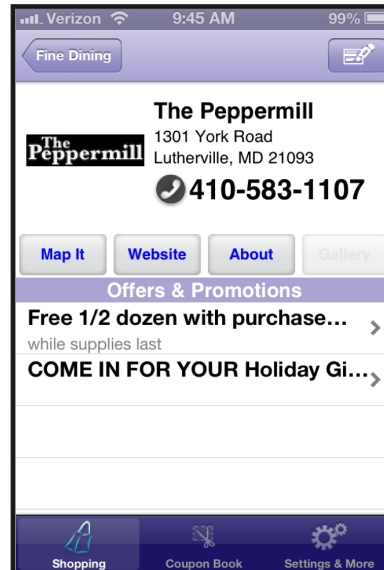 Verizon 9:45 AM 99%
Fine Dining
The Peppermill
The
Peppermill
1301 York Road
Lutherville, MD 21093
410-583-1107
Map It Website About Gallery
Offers & Promotions
Free 1/2 dozen with purchase...
while supplies last
COME IN FOR YOUR Holiday Gi...
Shopping Coupon Book Settings & More